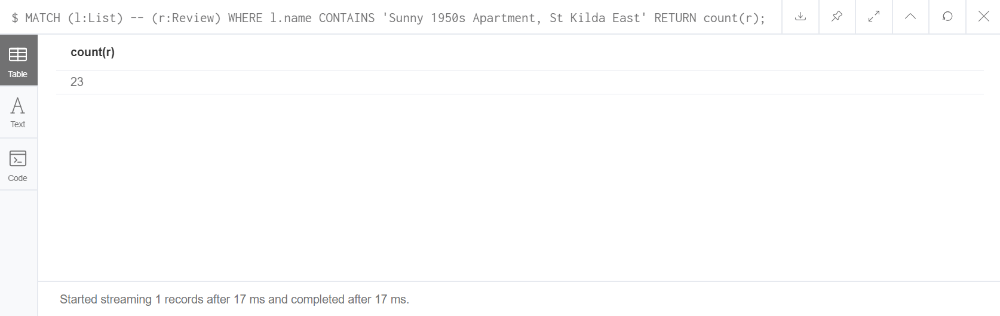 $ MATCH (l:List) -- (r:Review) WHERE l.name CONTAINS 'Sunny 1950s Apartment, St Kilda East' RETURN count(r);
Table
Text
Code
count(r)
23
Started streaming 1 records after 17 ms and completed after 17 ms.